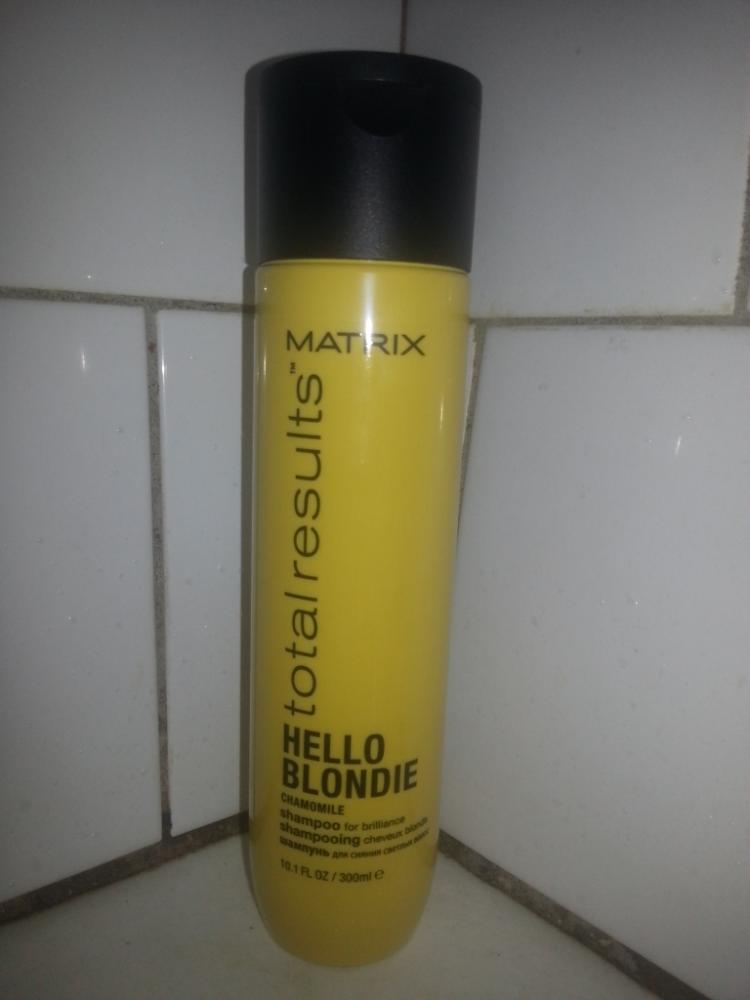 MATRIX
total results™
HELLO
BLONDIE
CHAMOMILE
shampoo for brilliance
shampooing cheveux blonds
шампунь для сияния светлых волос
10.1 FL OZ / 300ml ℮